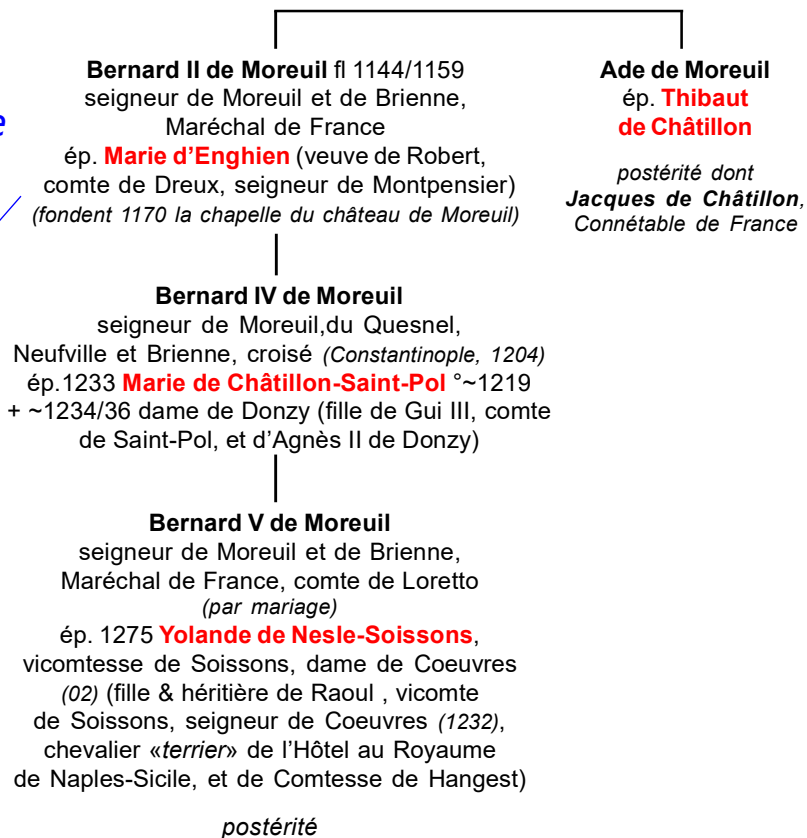 Bernard II de Moreuil fl 1144/1159
seigneur de Moreuil et de Brienne,
Maréchal de France
ép. Marie d’Enghien (veuve de Robert,
comte de Dreux, seigneur de Montpensier)
(fondent 1170 la chapelle du château de Moreuil)
Ade de Moreuil
ép. Thibaut
de Châtillon
postérité dont
Jacques de Châtillon,
Connétable de France
e
Bernard IV de Moreuil
seigneur de Moreuil,du Quesnel,
Neufville et Brienne, croisé (Constantinople, 1204)
ép.1233 Marie de Châtillon-Saint-Pol °~1219
+ ~1234/36 dame de Donzy (fille de Gui III, comte
de Saint-Pol, et d’Agnès II de Donzy)
Bernard V de Moreuil
seigneur de Moreuil et de Brienne,
Maréchal de France, comte de Loretto
(par mariage)
ép. 1275 Yolande de Nesle-Soissons,
vicomtesse de Soissons, dame de Coeuvres
(02) (fille & héritière de Raoul , vicomte
de Soissons, seigneur de Coeuvres (1232),
chevalier «terrier» de l’Hôtel au Royaume
de Naples-Sicile, et de Comtesse de Hangest)
postérité